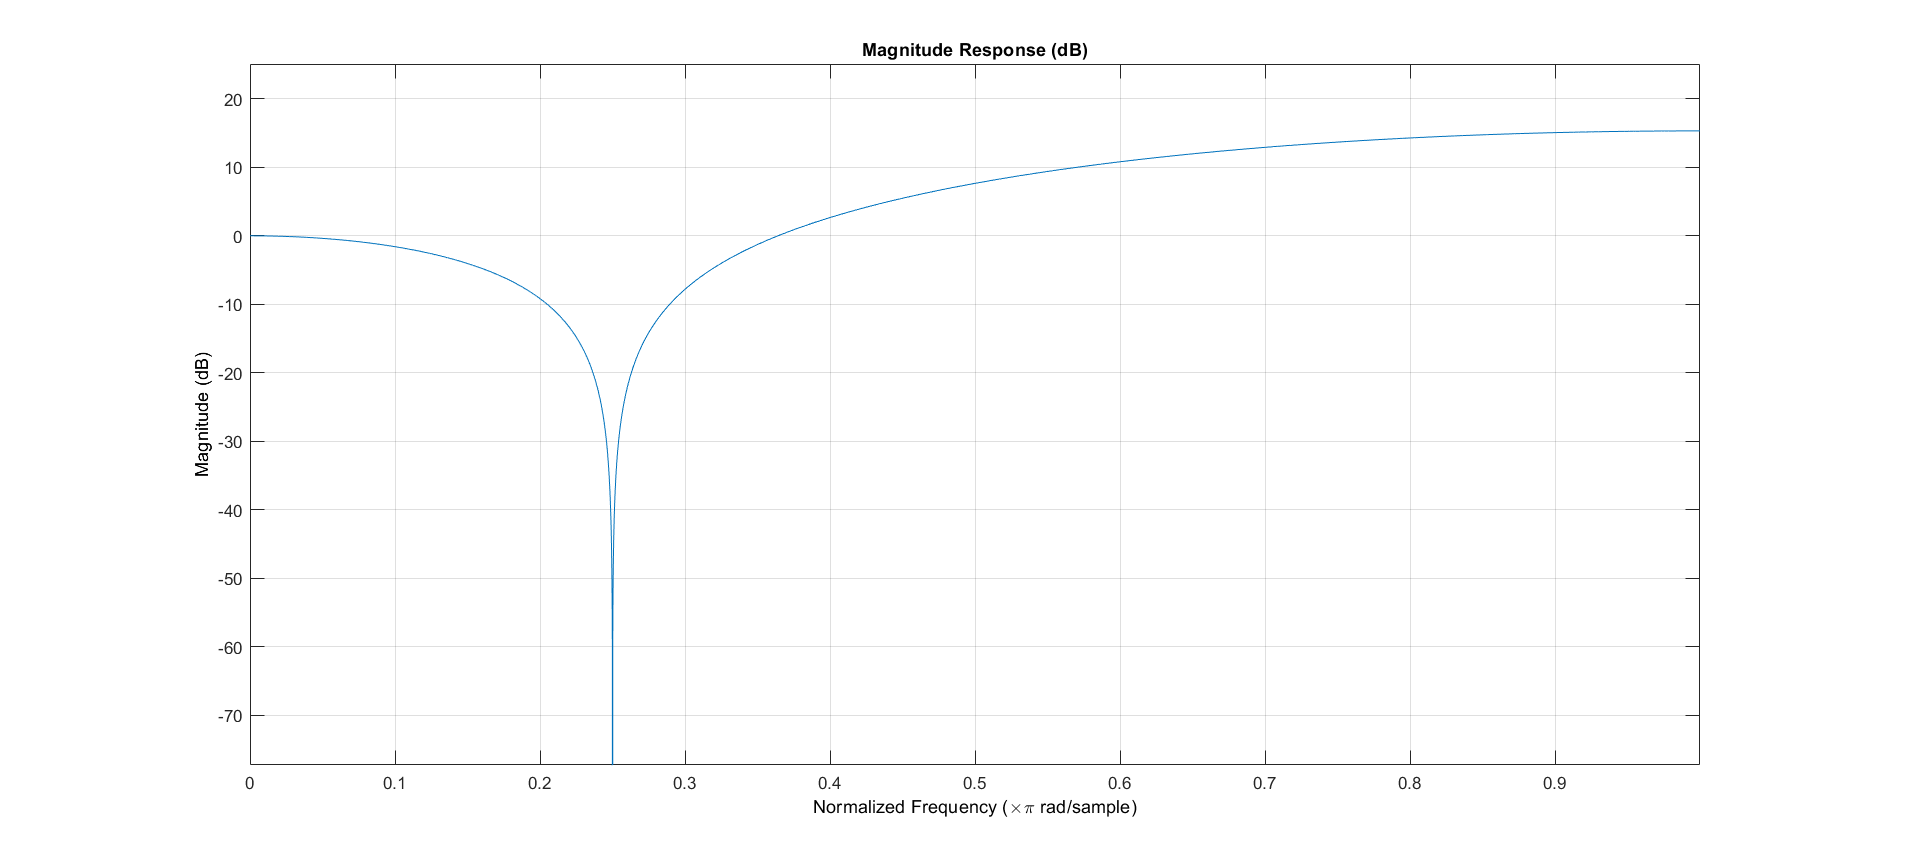 Magnitude Response (dB)
20
10
0
-10
-20
-30
-40
-50
-60
-70
Magnitude (dB)
0 0.1 0.2 0.3 0.4 0.5 0.6 0.7 0.8 0.9
Normalized Frequency (×π rad/sample)